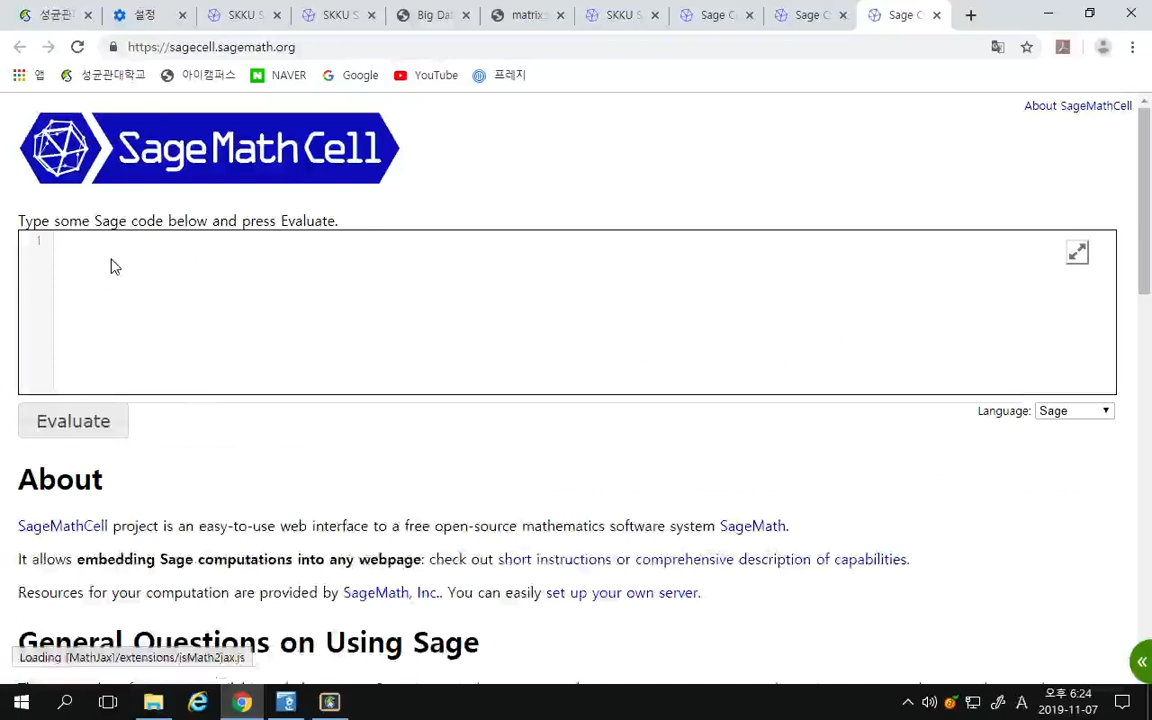 성균관대
설정
SKKU S
SKKU S
Big Dat
matrix:
SKKU S
Sage C
Sage C
Sage C
https://sagecell.sagemath.org
앱
성균관대학교
아이캠퍼스
NAVER
Google
YouTube
프레지
About SageMathCell
SageMathCell
Type some Sage code below and press Evaluate.
1
Evaluate
Language: Sage
About
SageMathCell project is an easy-to-use web interface to a free open-source mathematics software system SageMath.
It allows embedding Sage computations into any webpage: check out short instructions or comprehensive description of capabilities.
Resources for your computation are provided by SageMath, Inc.. You can easily set up your own server.
General Questions on Using Sage
Loading [MathJax]/extensions/jsMath2jax.js
A
오후 6:24
2019-11-07